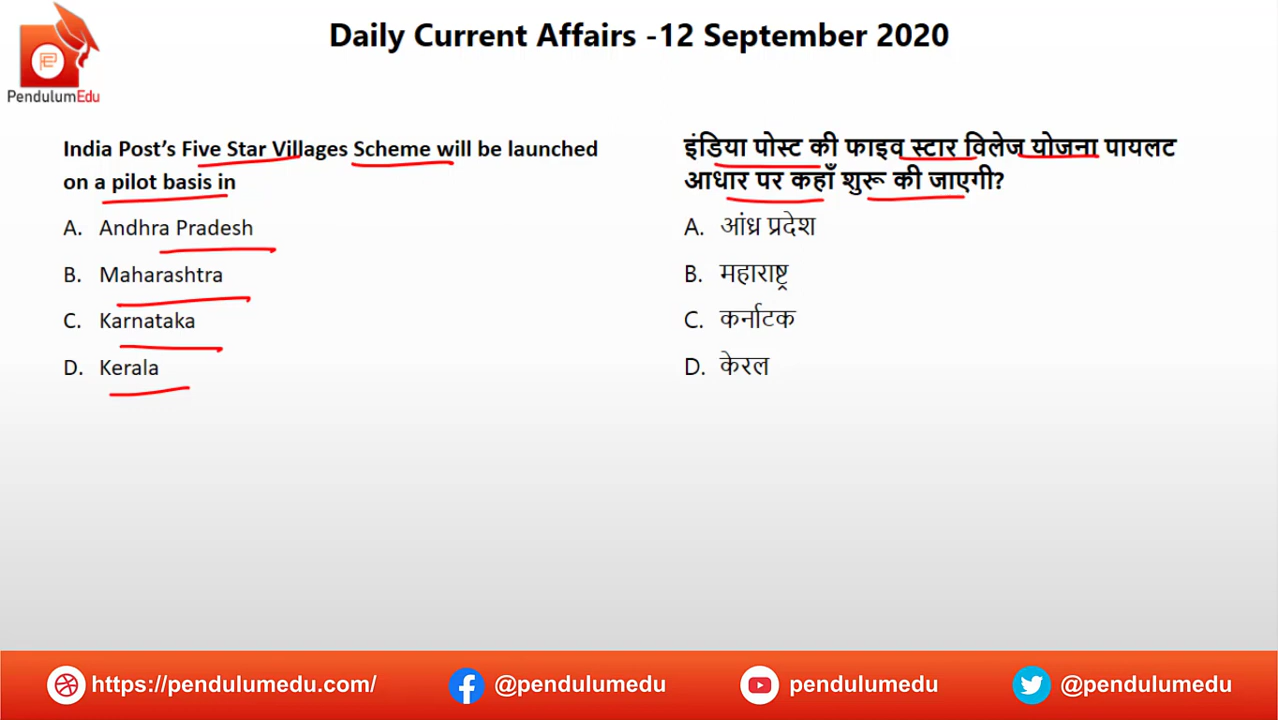 Daily Current Affairs -12 September 2020
PendulumEdu
India Post’s Five Star Villages Scheme will be launched
on a pilot basis in
A. Andhra Pradesh
B. Maharashtra
C. Karnataka
D. Kerala
इंडिया पोस्ट की फाइव स्टार विलेज योजना पायलट
आधार पर कहाँ शुरू की जाएगी?
A. आंध्र प्रदेश
B. महाराष्ट्र
C. कर्नाटक
D. केरल
https://pendulumedu.com/ @pendulumedu pendulumedu @pendulumedu